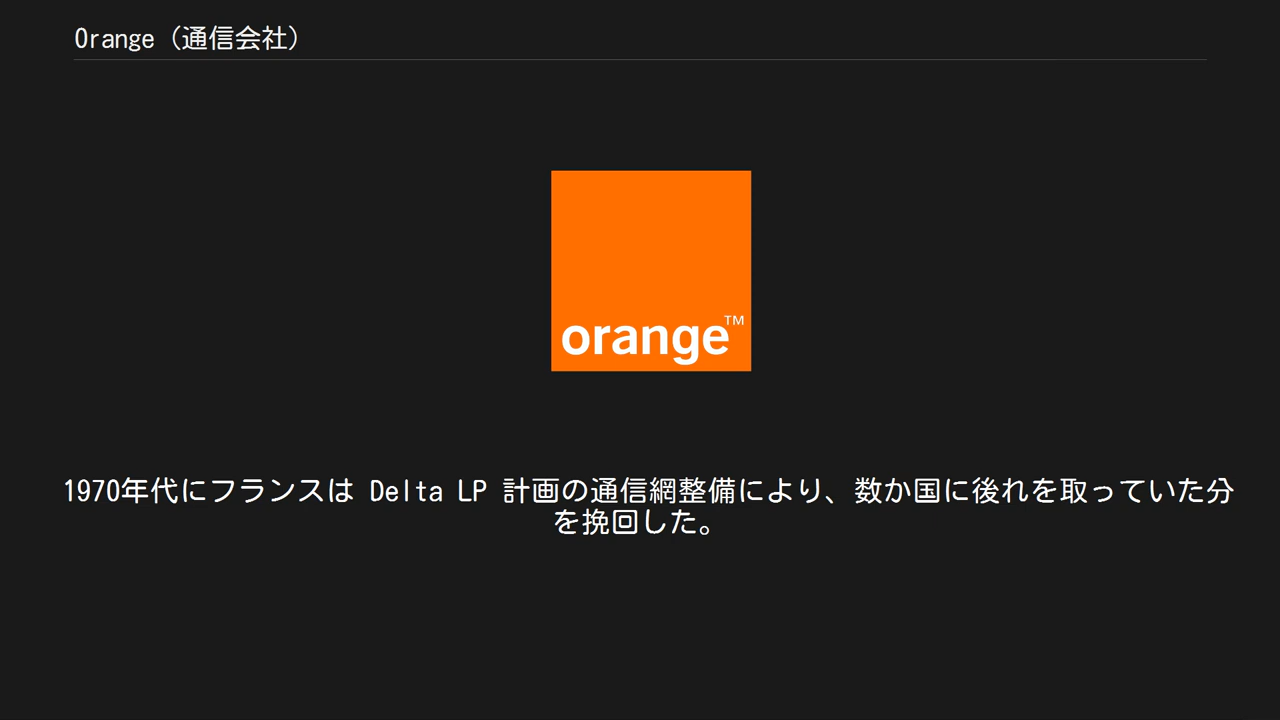 Orange（通信会社）
orange™
1970年代にフランスは Delta LP 計画の通信網整備により、数か国に後れを取っていた分
を挽回した。